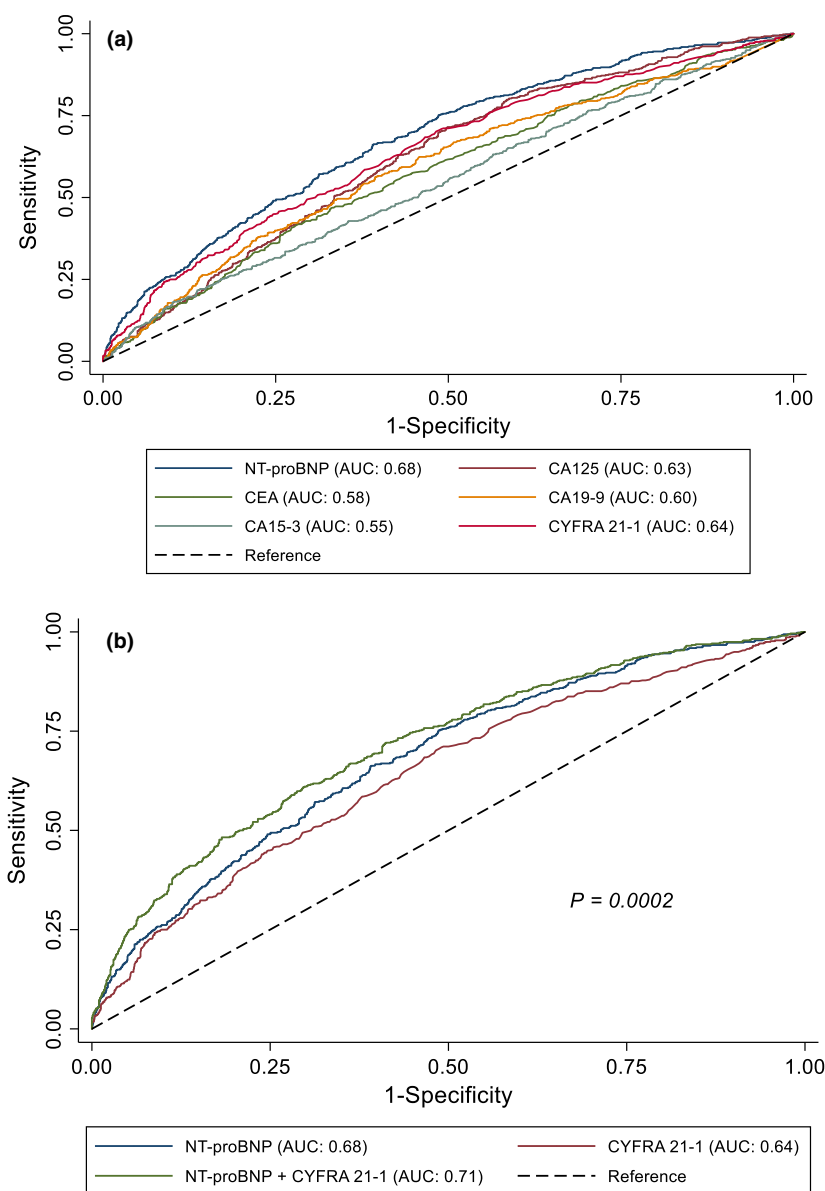 (a)
1.00
0.75
0.50
0.25
0.00
Sensitivity
0.00 0.25 0.50 0.75 1.00
1-Specificity
NT-proBNP (AUC: 0.68) CA125 (AUC: 0.63)
CEA (AUC: 0.58) CA19-9 (AUC: 0.60)
CA15-3 (AUC: 0.55) CYFRA 21-1 (AUC: 0.64)
Reference
(b)
1.00
0.75
0.50
0.25
0.00
Sensitivity
P = 0.0002
0.00 0.25 0.50 0.75 1.00
1-Specificity
NT-proBNP (AUC: 0.68) CYFRA 21-1 (AUC: 0.64)
NT-proBNP + CYFRA 21-1 (AUC: 0.71) Reference